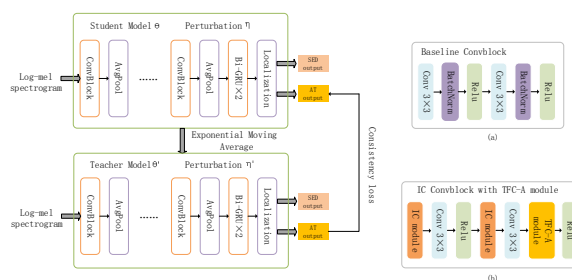 Student Model θ Perturbation η
Log-mel
spectrogram
ConvBlock
AvgPool
......
ConvBlock
AvgPool
Bi-GRU×2
Localization
SED
output
AT
output
Exponential Moving
Average
Consistency loss
Teacher Model θ' Perturbation η'
Log-mel
spectrogram
ConvBlock
AvgPool
......
ConvBlock
AvgPool
Bi-GRU×2
Localization
SED
output
AT
output
Baseline Convblock
Conv 3×3
BatchNorm
Relu
Conv 3×3
BatchNorm
Relu
(a)
IC Convblock with TFC-A module
IC module
Conv 3×3
Relu
IC module
Conv 3×3
TFC-A
module
Relu
(b)